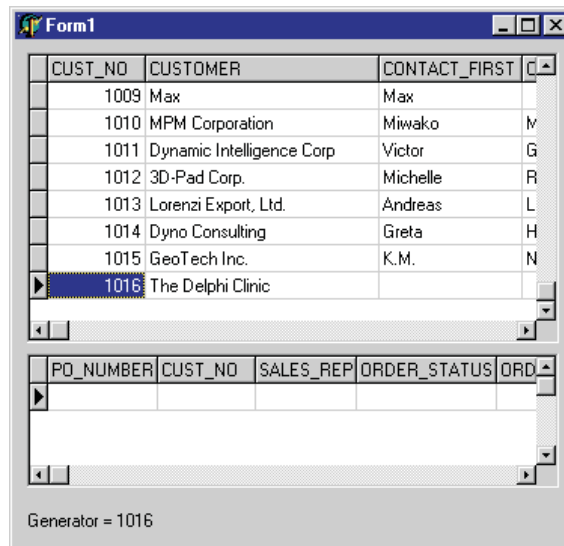 Form1
CUST_NO CUSTOMER CONTACT_FIRST C
1009 Max Max
1010 MPM Corporation Miwako M
1011 Dynamic Intelligence Corp Victor G
1012 3D-Pad Corp. Michelle R
1013 Lorenzi Export, Ltd. Andreas L
1014 Dyno Consulting Greta H
1015 GeoTech Inc. K.M. N
1016 The Delphi Clinic
PO_NUMBER CUST_NO SALES_REP ORDER_STATUS ORD
Generator = 1016